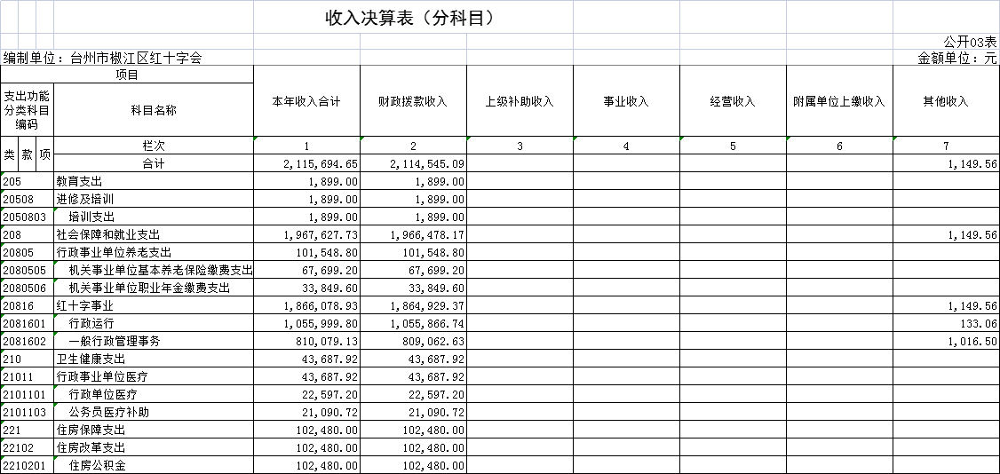 收入决算表（分科目）
公开03表
编制单位：台州市椒江区红十字会 金额单位：元
项目 本年收入合计 财政拨款收入 上级补助收入 事业收入 经营收入 附属单位上缴收入 其他收入
支出功能
分类科目
编码
科目名称
类 款 项 栏次 1 2 3 4 5 6 7
合计 2,115,694.65 2,114,545.09 1,149.56
205 教育支出 1,899.00 1,899.00
20508 进修及培训 1,899.00 1,899.00
2050803 培训支出 1,899.00 1,899.00
208 社会保障和就业支出 1,967,627.73 1,966,478.17 1,149.56
20805 行政事业单位养老支出 101,548.80 101,548.80
2080505 机关事业单位基本养老保险缴费支出 67,699.20 67,699.20
2080506 机关事业单位职业年金缴费支出 33,849.60 33,849.60
20816 红十字事业 1,866,078.93 1,864,929.37 1,149.56
2081601 行政运行 1,055,999.80 1,055,866.74 133.06
2081602 一般行政管理事务 810,079.13 809,062.63 1,016.50
210 卫生健康支出 43,687.92 43,687.92
21011 行政事业单位医疗 43,687.92 43,687.92
2101101 行政单位医疗 22,597.20 22,597.20
2101103 公务员医疗补助 21,090.72 21,090.72
221 住房保障支出 102,480.00 102,480.00
22102 住房改革支出 102,480.00 102,480.00
2210201 住房公积金 102,480.00 102,480.00